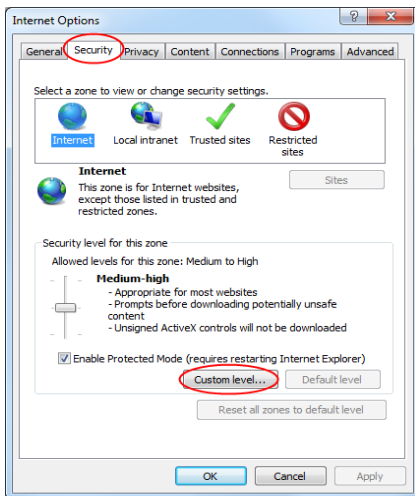 Internet Options
?
General Security Privacy Content Connections Programs Advanced
Select a zone to view or change security settings.
Internet Local intranet Trusted sites Restricted
sites
Internet
Sites
This zone is for Internet websites,
except those listed in trusted and
restricted zones.
Security level for this zone
Allowed levels for this zone: Medium to High
Medium-high
- Appropriate for most websites
- Prompts before downloading potentially unsafe
content
- Unsigned ActiveX controls will not be downloaded
Enable Protected Mode (requires restarting Internet Explorer)
Custom level... Default level
Reset all zones to default level
OK Cancel Apply